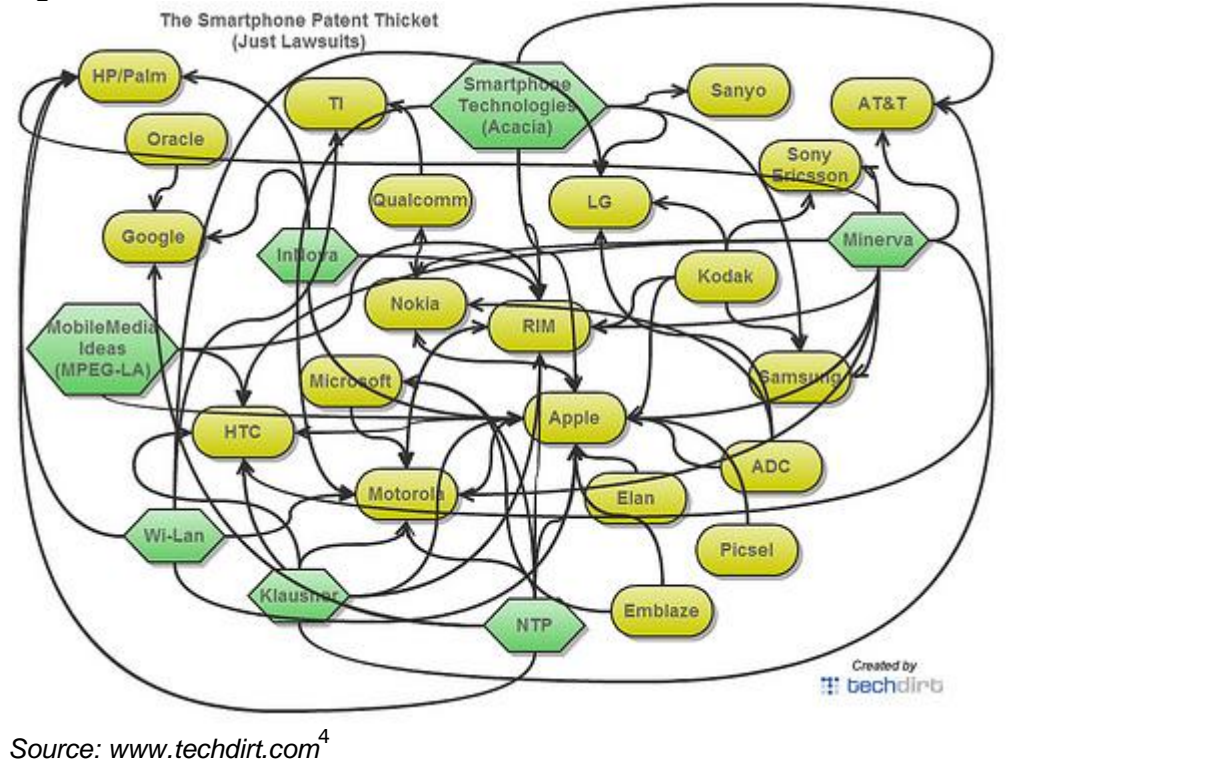 The Smartphone Patent Thicket
(Just Lawsuits)
HP/Palm
TI
Smartphone
Technologies
(Acacia)
Sanyo
AT&T
Oracle
Sony
Ericsson
Qualcomm
LG
Google
InNova
Minerva
Kodak
Nokia
RIM
MobileMedia
Ideas
(MPEG-LA)
Microsoft
Samsung
Apple
HTC
ADC
Motorola
Elan
Wi-Lan
Picsel
Klausner
NTP
Emblaze
Created by
techdirt
Source: www.techdirt.com4